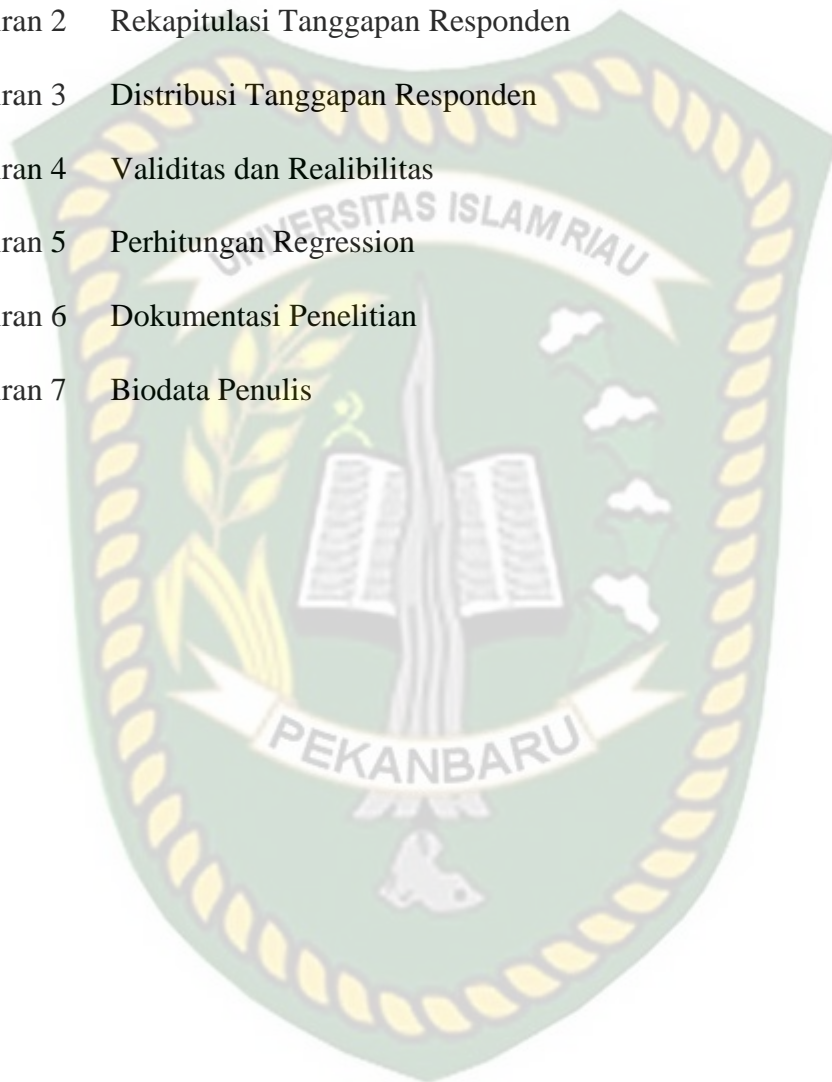 ran 2 Rekapitulasi Tanggapan Responden
ran 3 Distribusi Tanggapan Responden
ran 4 Validitas dan Realibilitas
UNIVERSITAS ISLAM RIAU
ran 5 Perhitungan Regression
ran 6 Dokumentasi Penelitian
ran 7 Biodata Penulis
PEKANBARU